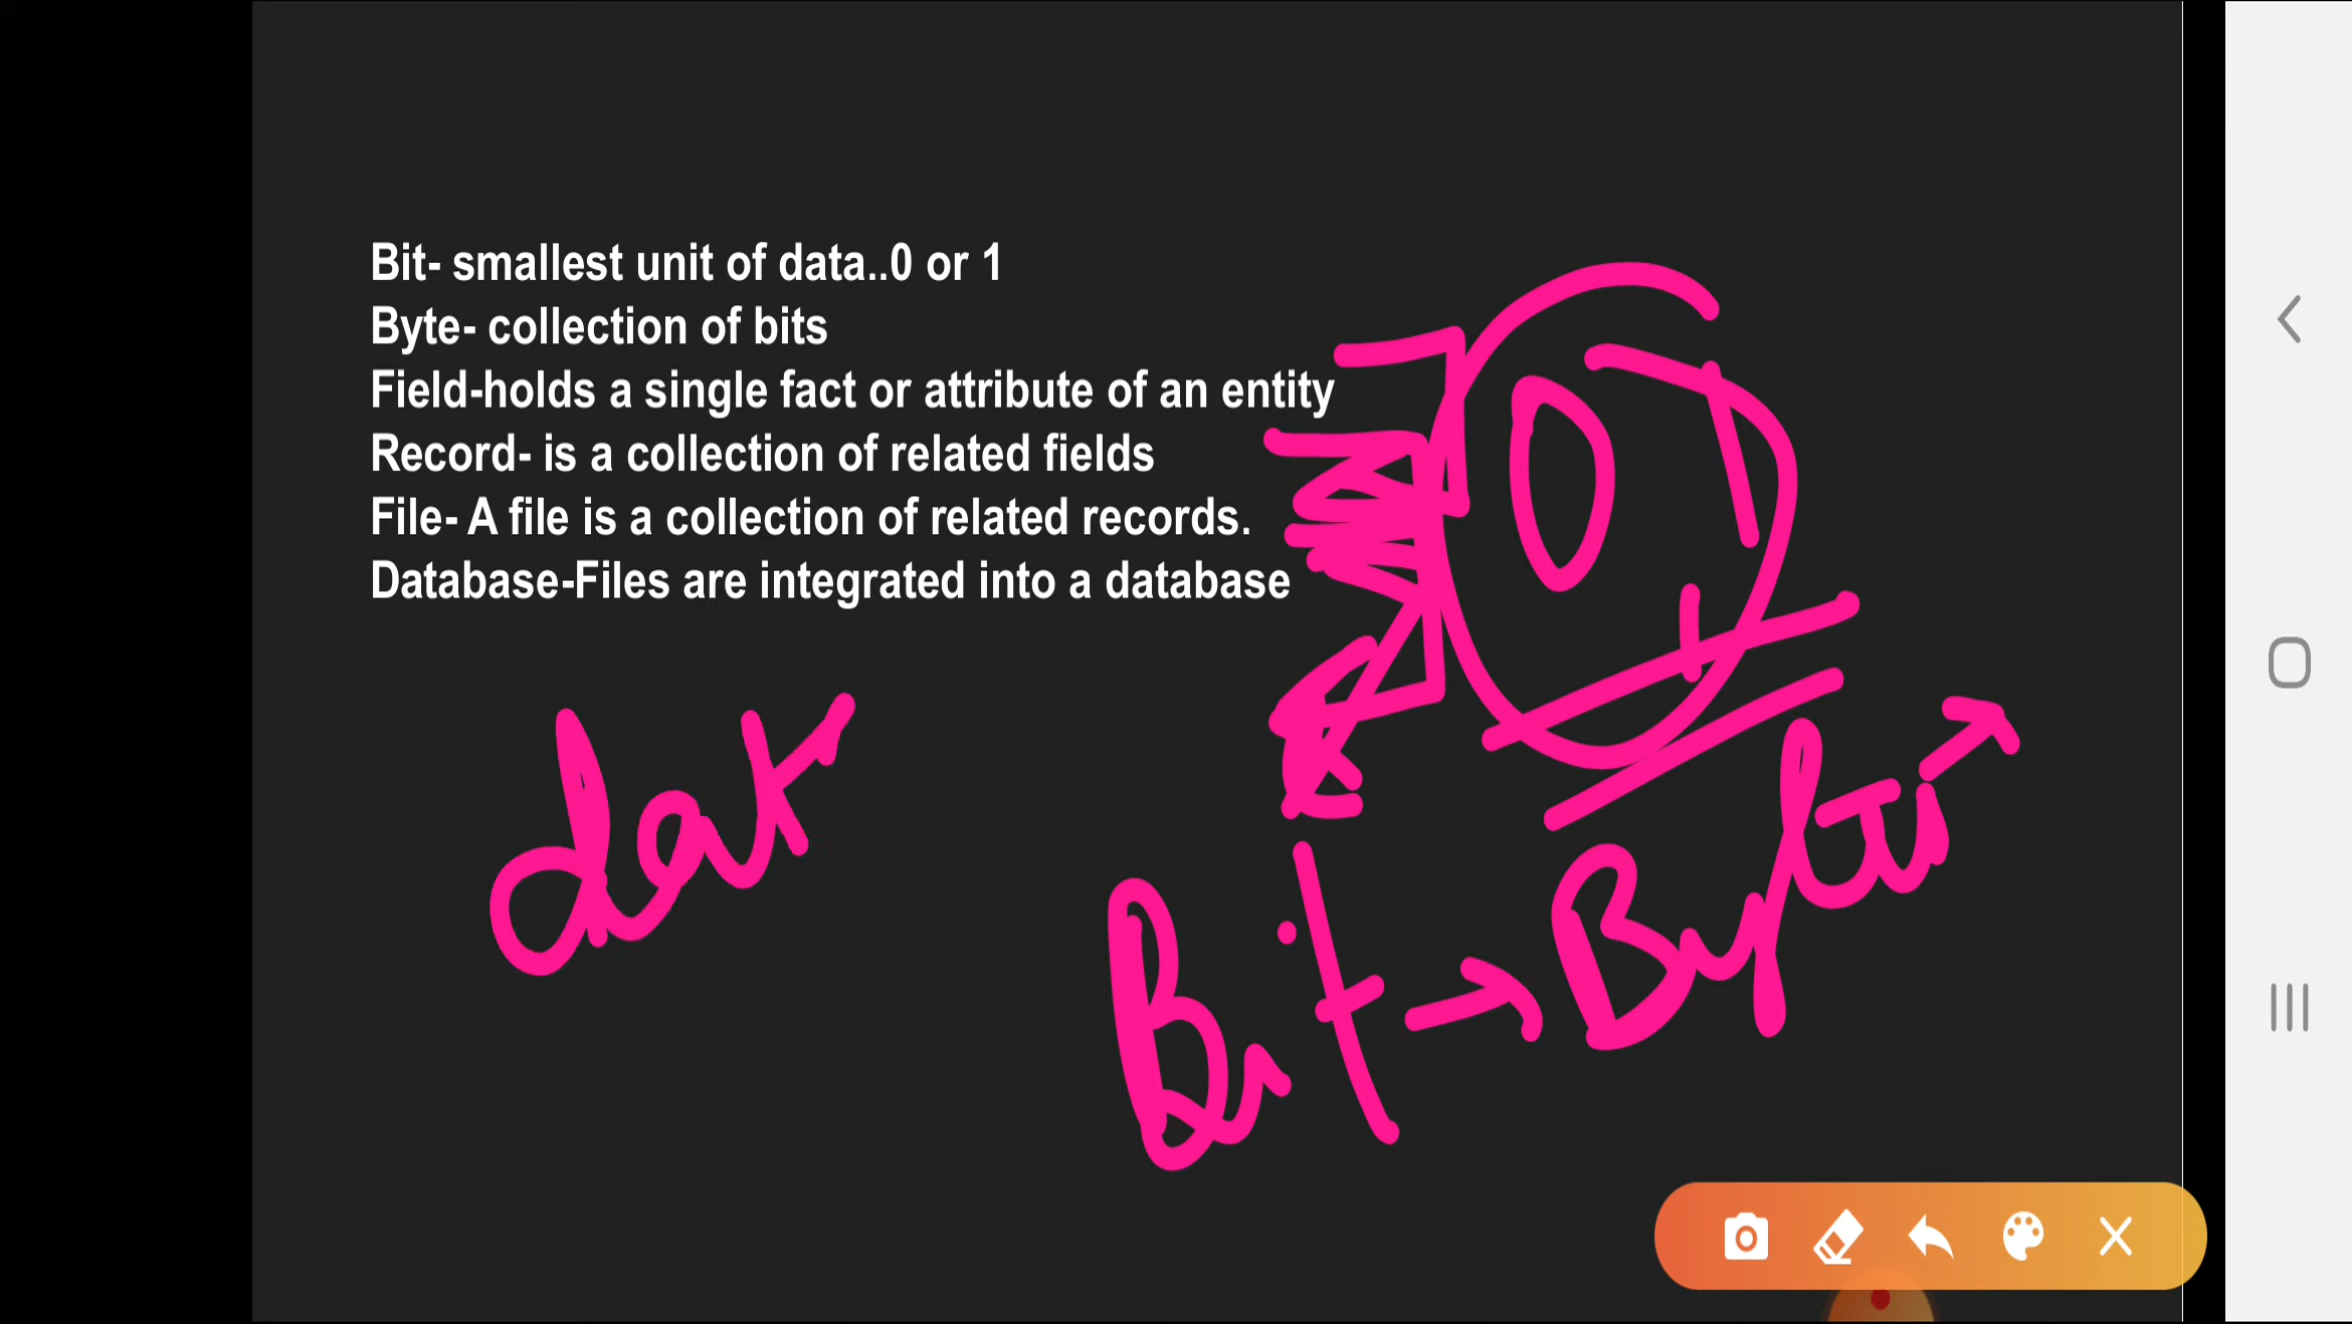 Bit- smallest unit of data..0 or 1
Byte- collection of bits
Field-holds a single fact or attribute of an entity
Record- is a collection of related fields
File- A file is a collection of related records.
Database-Files are integrated into a database
0 1
Bit → Byte →